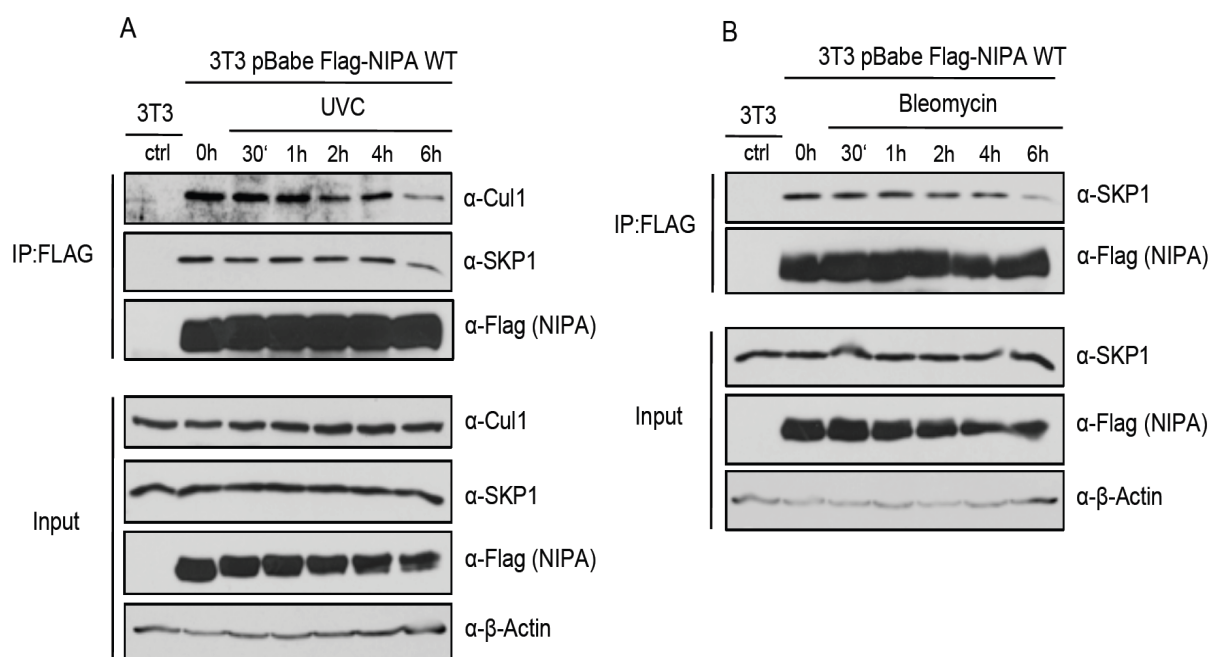 A
3T3 pBabe Flag-NIPA WT
3T3
UVC
ctrl 0h 30‘ 1h 2h 4h 6h
IP:FLAG
α-Cul1
α-SKP1
α-Flag (NIPA)
Input
α-Cul1
α-SKP1
α-Flag (NIPA)
α-β-Actin
B
3T3 pBabe Flag-NIPA WT
3T3
Bleomycin
ctrl 0h 30‘ 1h 2h 4h 6h
IP:FLAG
α-SKP1
α-Flag (NIPA)
Input
α-SKP1
α-Flag (NIPA)
α-β-Actin